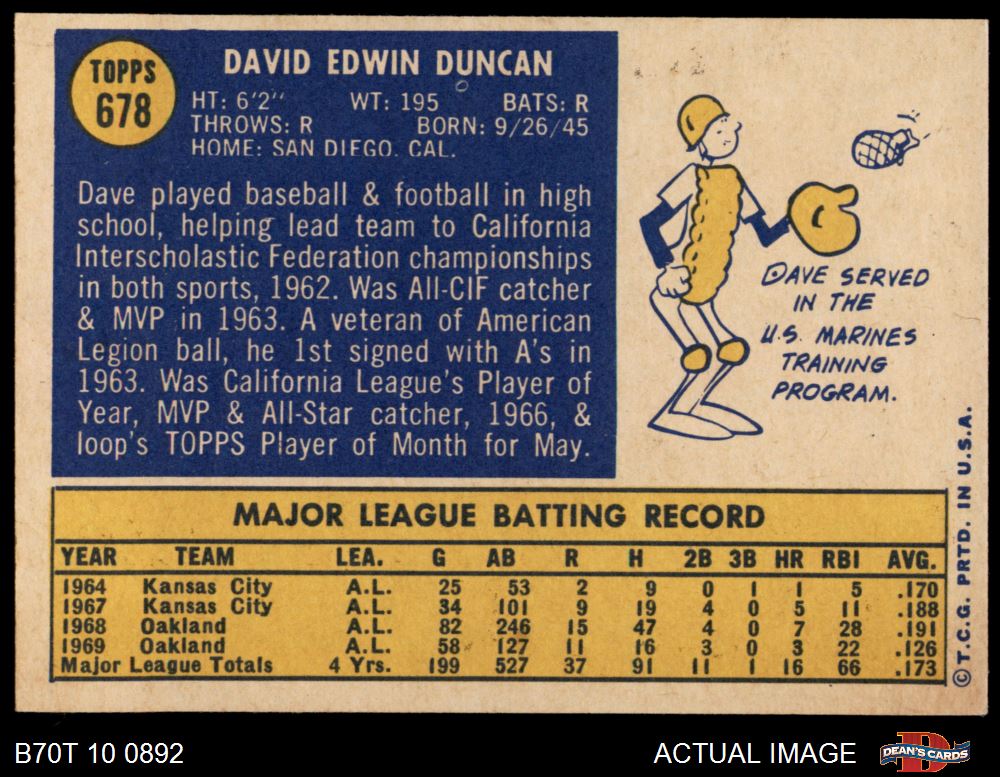 TOPPS
678
DAVID EDWIN DUNCAN
HT: 6'2" WT: 195 BATS: R
THROWS: R BORN: 9/26/45
HOME: SAN DIEGO, CAL.
Dave played baseball & football in high
school, helping lead team to California
Interscholastic Federation championships
in both sports, 1962. Was All-CIF catcher
& MVP in 1963. A veteran of American
Legion ball, he 1st signed with A's in
1963. Was California League's Player of
Year, MVP & All-Star catcher, 1966, &
loop's TOPPS Player of Month for May.
DAVE SERVED
IN THE
U.S. MARINES
TRAINING
PROGRAM.
MAJOR LEAGUE BATTING RECORD
YEAR TEAM LEA. G AB R H 2B 3B HR RBI AVG.
1964 Kansas City A.L. 25 53 2 9 0 1 1 5 .170
1967 Kansas City A.L. 34 101 9 19 4 0 5 11 .188
1968 Oakland A.L. 82 246 15 47 4 0 7 28 .191
1969 Oakland A.L. 58 127 11 16 3 0 3 22 .126
Major League Totals 4 Yrs. 199 527 37 91 11 1 16 66 .173
©T.C.G. PRTD. IN U.S.A.
B70T 10 0892
ACTUAL IMAGE
DEAN'S CARDS